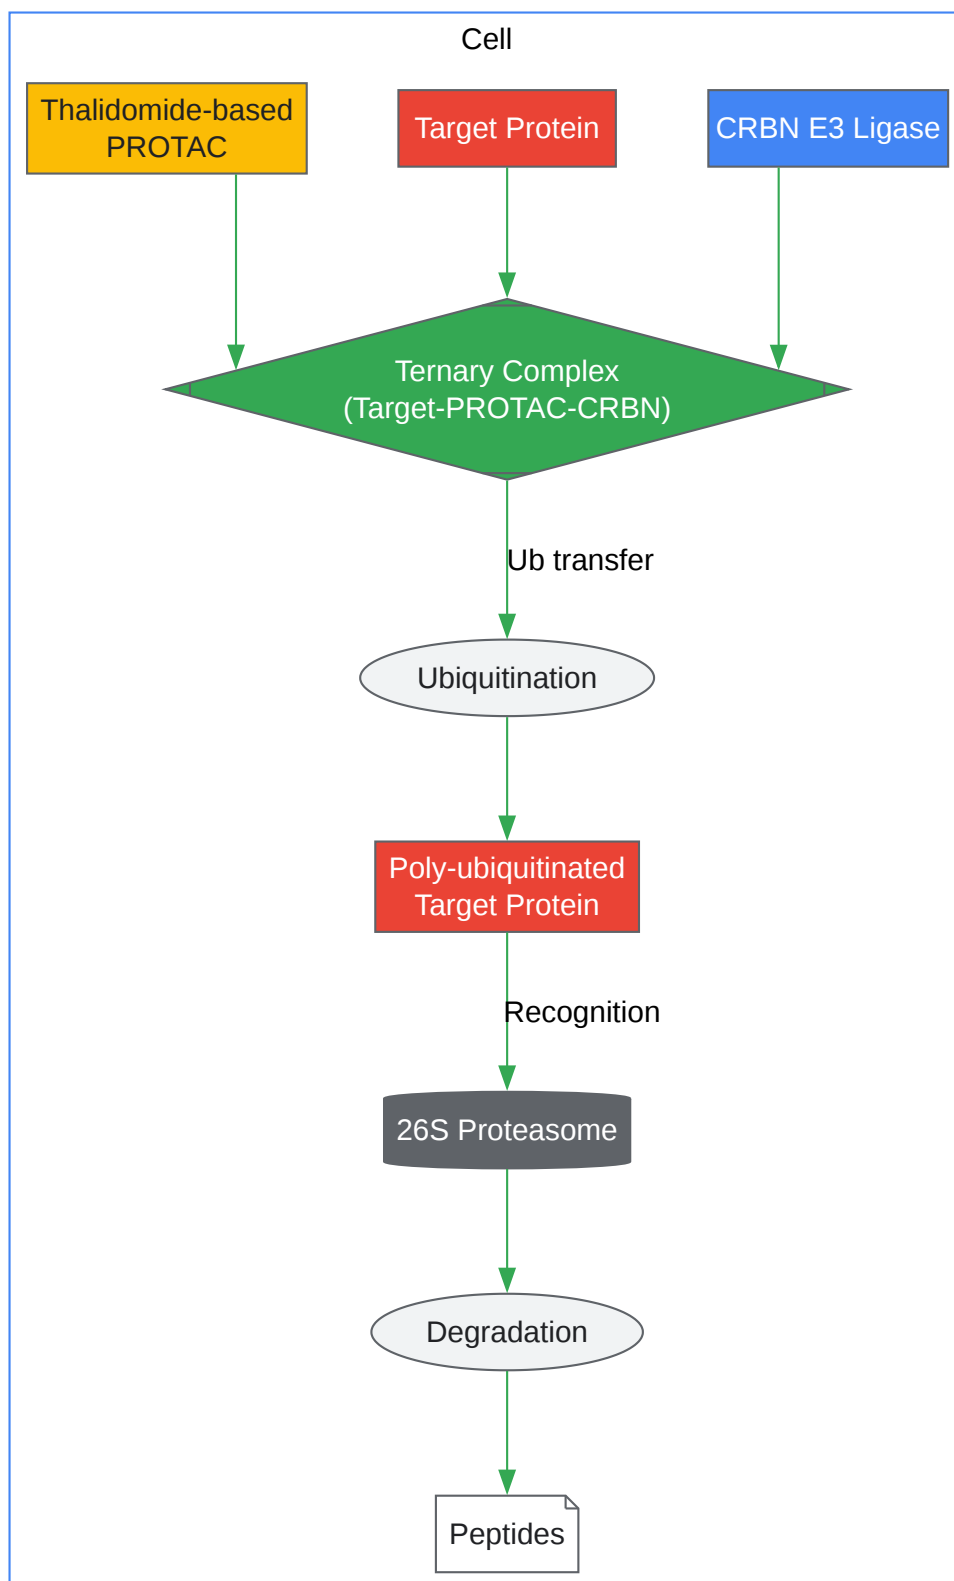 Cell
Thalidomide-based
PROTAC
Target Protein
CRBN E3 Ligase
Ternary Complex
(Target-PROTAC-CRBN)
Ub transfer
Ubiquitination
Poly-ubiquitinated
Target Protein
Recognition
26S Proteasome
Degradation
Peptides